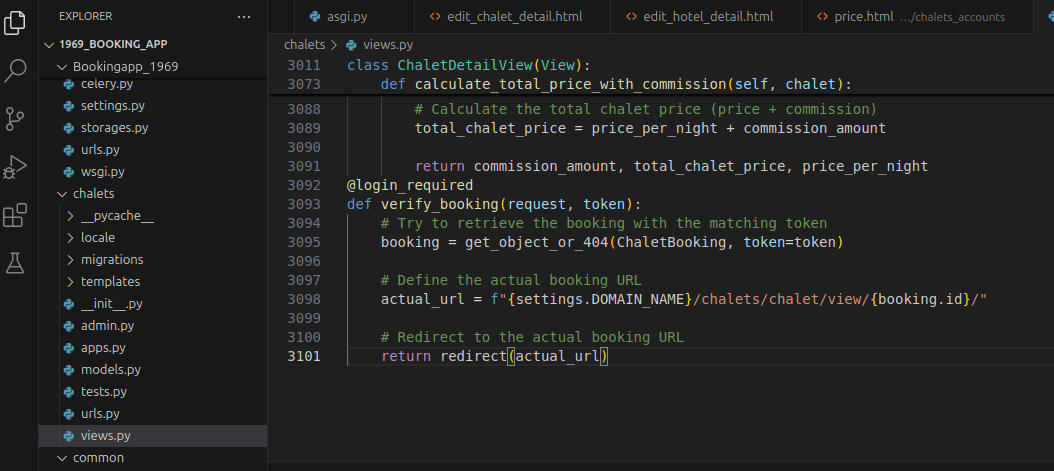 EXPLORER ...
1969_BOOKING_APP
Bookingapp_1969
celery.py
settings.py
storages.py
urls.py
wsgi.py
chalets
__pycache__
locale
migrations
templates
__init__.py
admin.py
apps.py
models.py
tests.py
urls.py
views.py
common
asgi.py <> edit_chalet_detail.html <> edit_hotel_detail.html <> price.html .../chalets_accounts
chalets > views.py
3011 class ChaletDetailView(View):
3073 def calculate_total_price_with_commission(self, chalet):
3088 # Calculate the total chalet price (price + commission)
3089 total_chalet_price = price_per_night + commission_amount
3090
3091 return commission_amount, total_chalet_price, price_per_night
3092 @login_required
3093 def verify_booking(request, token):
3094 # Try to retrieve the booking with the matching token
3095 booking = get_object_or_404(ChaletBooking, token=token)
3096
3097 # Define the actual booking URL
3098 actual_url = f"{settings.DOMAIN_NAME}/chalets/chalet/view/{booking.id}/"
3099
3100 # Redirect to the actual booking URL
3101 return redirect(actual_url)